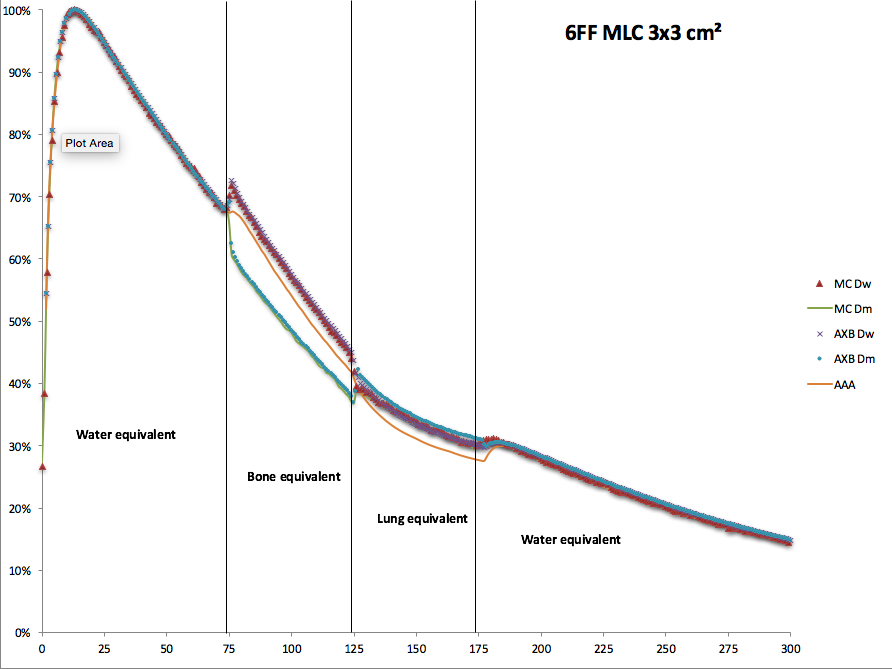 6FF MLC 3x3 cm²
100%
90%
80%
Plot Area
70%
60%
50%
40%
30%
20%
10%
0%
Water equivalent
Bone equivalent
Lung equivalent
Water equivalent
MC Dw
MC Dm
AXB Dw
AXB Dm
AAA
0 25 50 75 100 125 150 175 200 225 250 275 300